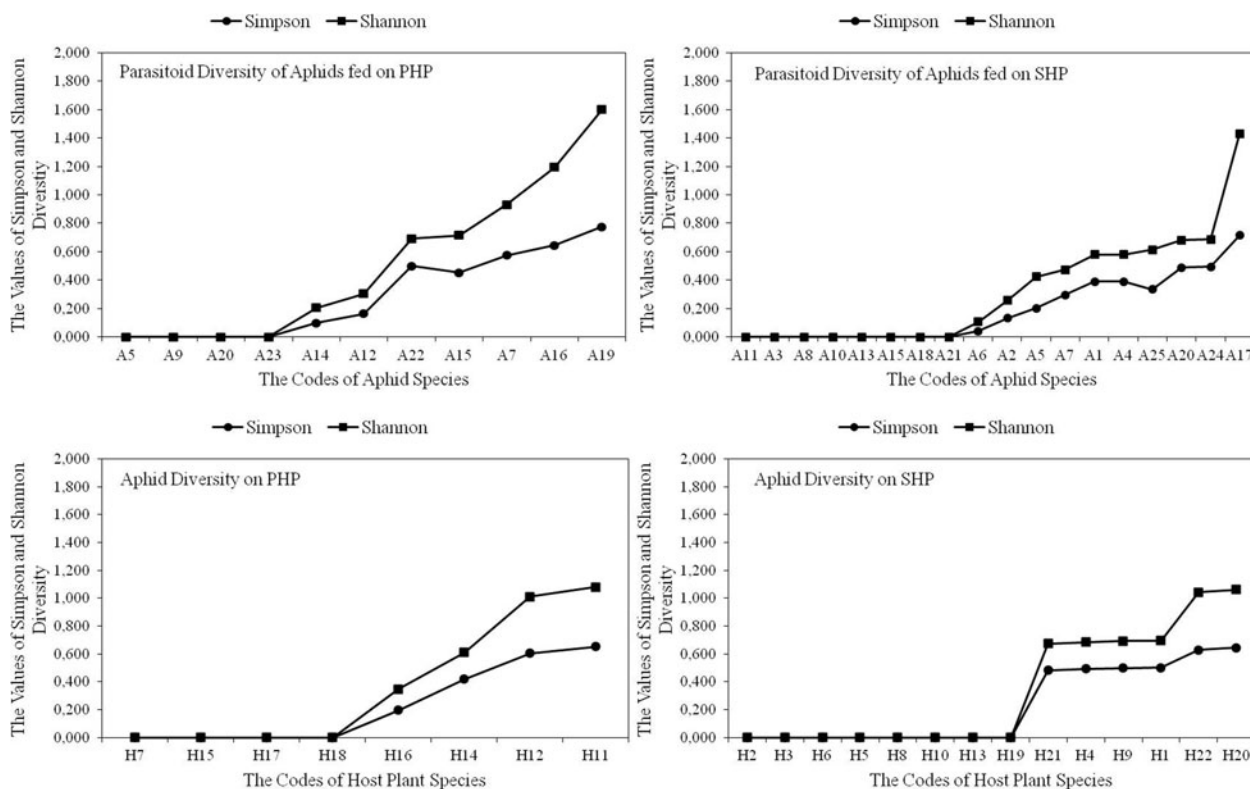 Simpson Shannon
Parasitoid Diversity of Aphids fed on PHP
The Values of Simpson and Shannon
Diverstiy
2,000
1,800
1,600
1,400
1,200
1,000
0,800
0,600
0,400
0,200
0,000
A5 A9 A20 A23 A14 A12 A22 A15 A7 A16 A19
The Codes of Aphid Species
Simpson Shannon
Parasitoid Diversity of Aphids fed on SHP
The Values of Simpson and Shannon
Diversity
2,000
1,800
1,600
1,400
1,200
1,000
0,800
0,600
0,400
0,200
0,000
A11 A3 A8 A10 A13 A15 A18 A21 A6 A2 A5 A7 A1 A4 A25 A20 A24 A17
The Codes of Aphid Species
Simpson Shannon
Aphid Diversity on PHP
The Values of Simpson and Shannon
Diversity
2,000
1,800
1,600
1,400
1,200
1,000
0,800
0,600
0,400
0,200
0,000
H7 H15 H17 H18 H16 H14 H12 H11
The Codes of Host Plant Species
Simpson Shannon
Aphid Diversity on SHP
The Values of Simpson and Shannon
Diversity
2,000
1,800
1,600
1,400
1,200
1,000
0,800
0,600
0,400
0,200
0,000
H2 H3 H6 H5 H8 H10 H13 H19 H21 H4 H9 H1 H22 H20
The Codes of Host Plant Species